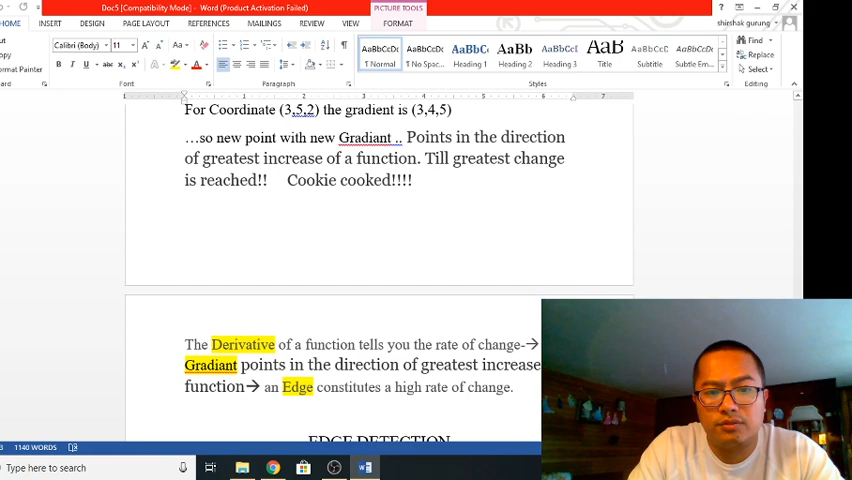 Doc5 [Compatibility Mode] - Word (Product Activation Failed)
PICTURE TOOLS
HOME INSERT DESIGN PAGE LAYOUT REFERENCES MAILINGS REVIEW VIEW FORMAT
shirshak gurung
Calibri (Body) 11
Format Painter
AaBbCcDc AaBbCcDc AaBbCc AaBb AaBbCc AaB AaBbCcDc AaBbCcDc
¶ Normal ¶ No Spac... Heading 1 Heading 2 Heading 3 Title Subtitle Subtle Em...
Find
Replace
Select
Font Paragraph Styles Editing
For Coordinate (3,5,2) the gradient is (3,4,5)
…so new point with new Gradiant .. Points in the direction
of greatest increase of a function. Till greatest change
is reached!! Cookie cooked!!!!
The Derivative of a function tells you the rate of change-→
Gradiant points in the direction of greatest increase
function→ an Edge constitutes a high rate of change.
EDGE DETECTION
1140 WORDS
Type here to search